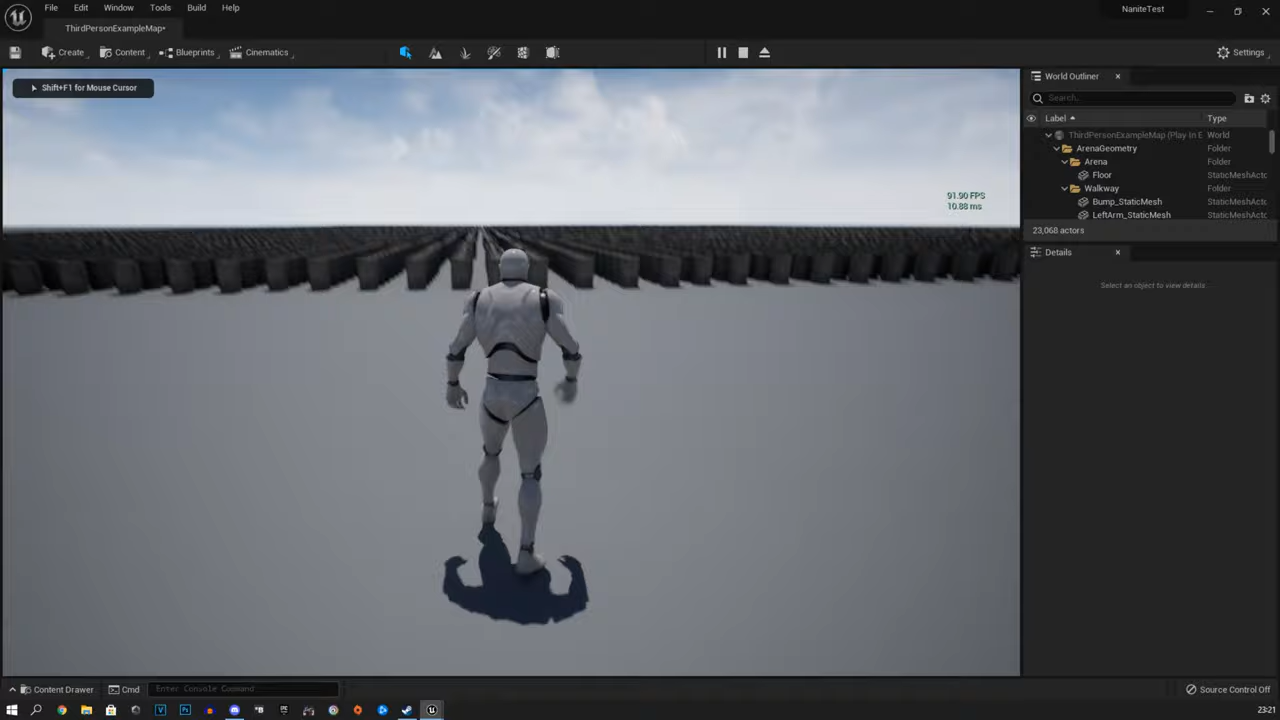 File Edit Window Tools Build Help
NaniteTest
ThirdPersonExampleMap*
Create Content Blueprints Cinematics
Settings
Shift+F1 for Mouse Cursor
World Outliner
Search...
Label Type
ThirdPersonExampleMap (Play In E World
ArenaGeometry Folder
Arena Folder
Floor StaticMeshActo
Walkway Folder
Bump_StaticMesh StaticMeshActo
LeftArm_StaticMesh StaticMeshActo
91.90 FPS
10.88 ms
23,068 actors
Details
Select an object to view details.
Content Drawer Cmd Enter Console Command
Source Control Off
23:21